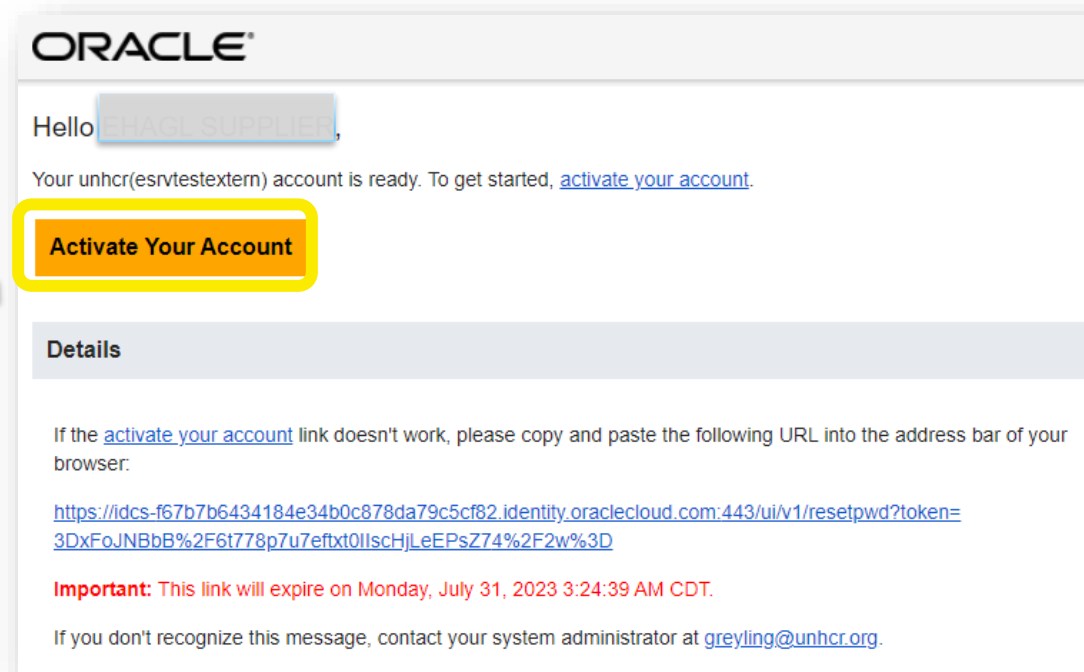 ORACLE
Hello EHAGL SUPPLIER,
Your unhcr(esrvtestextern) account is ready. To get started, activate your account.
Activate Your Account
Details
If the activate your account link doesn't work, please copy and paste the following URL into the address bar of your
browser:
https://idcs-f67b7b6434184e34b0c878da79c5cf82.identity.oraclecloud.com:443/ui/v1/resetpwd?token=
3DxFoJNBbB%2F6t778p7u7eftxt0IIscHjLeEPsZ74%2F2w%3D
Important: This link will expire on Monday, July 31, 2023 3:24:39 AM CDT.
If you don't recognize this message, contact your system administrator at greyling@unhcr.org.